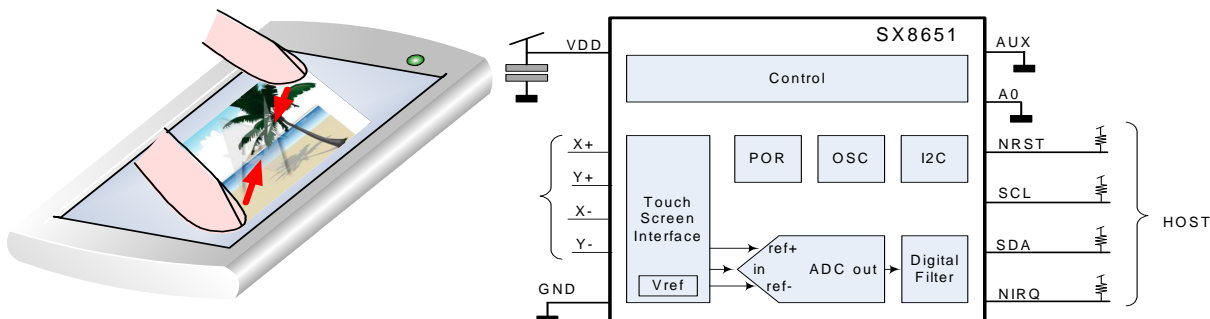 SX8651
VDD
AUX
Control
A0
X+
NRST
POR
OSC
I2C
Y+
SCL
Touch
Screen
Interface
X-
HOST
Y-
ref+
SDA
in
ADC out
Digital
Filter
ref-
Vref
GND
NIRQ